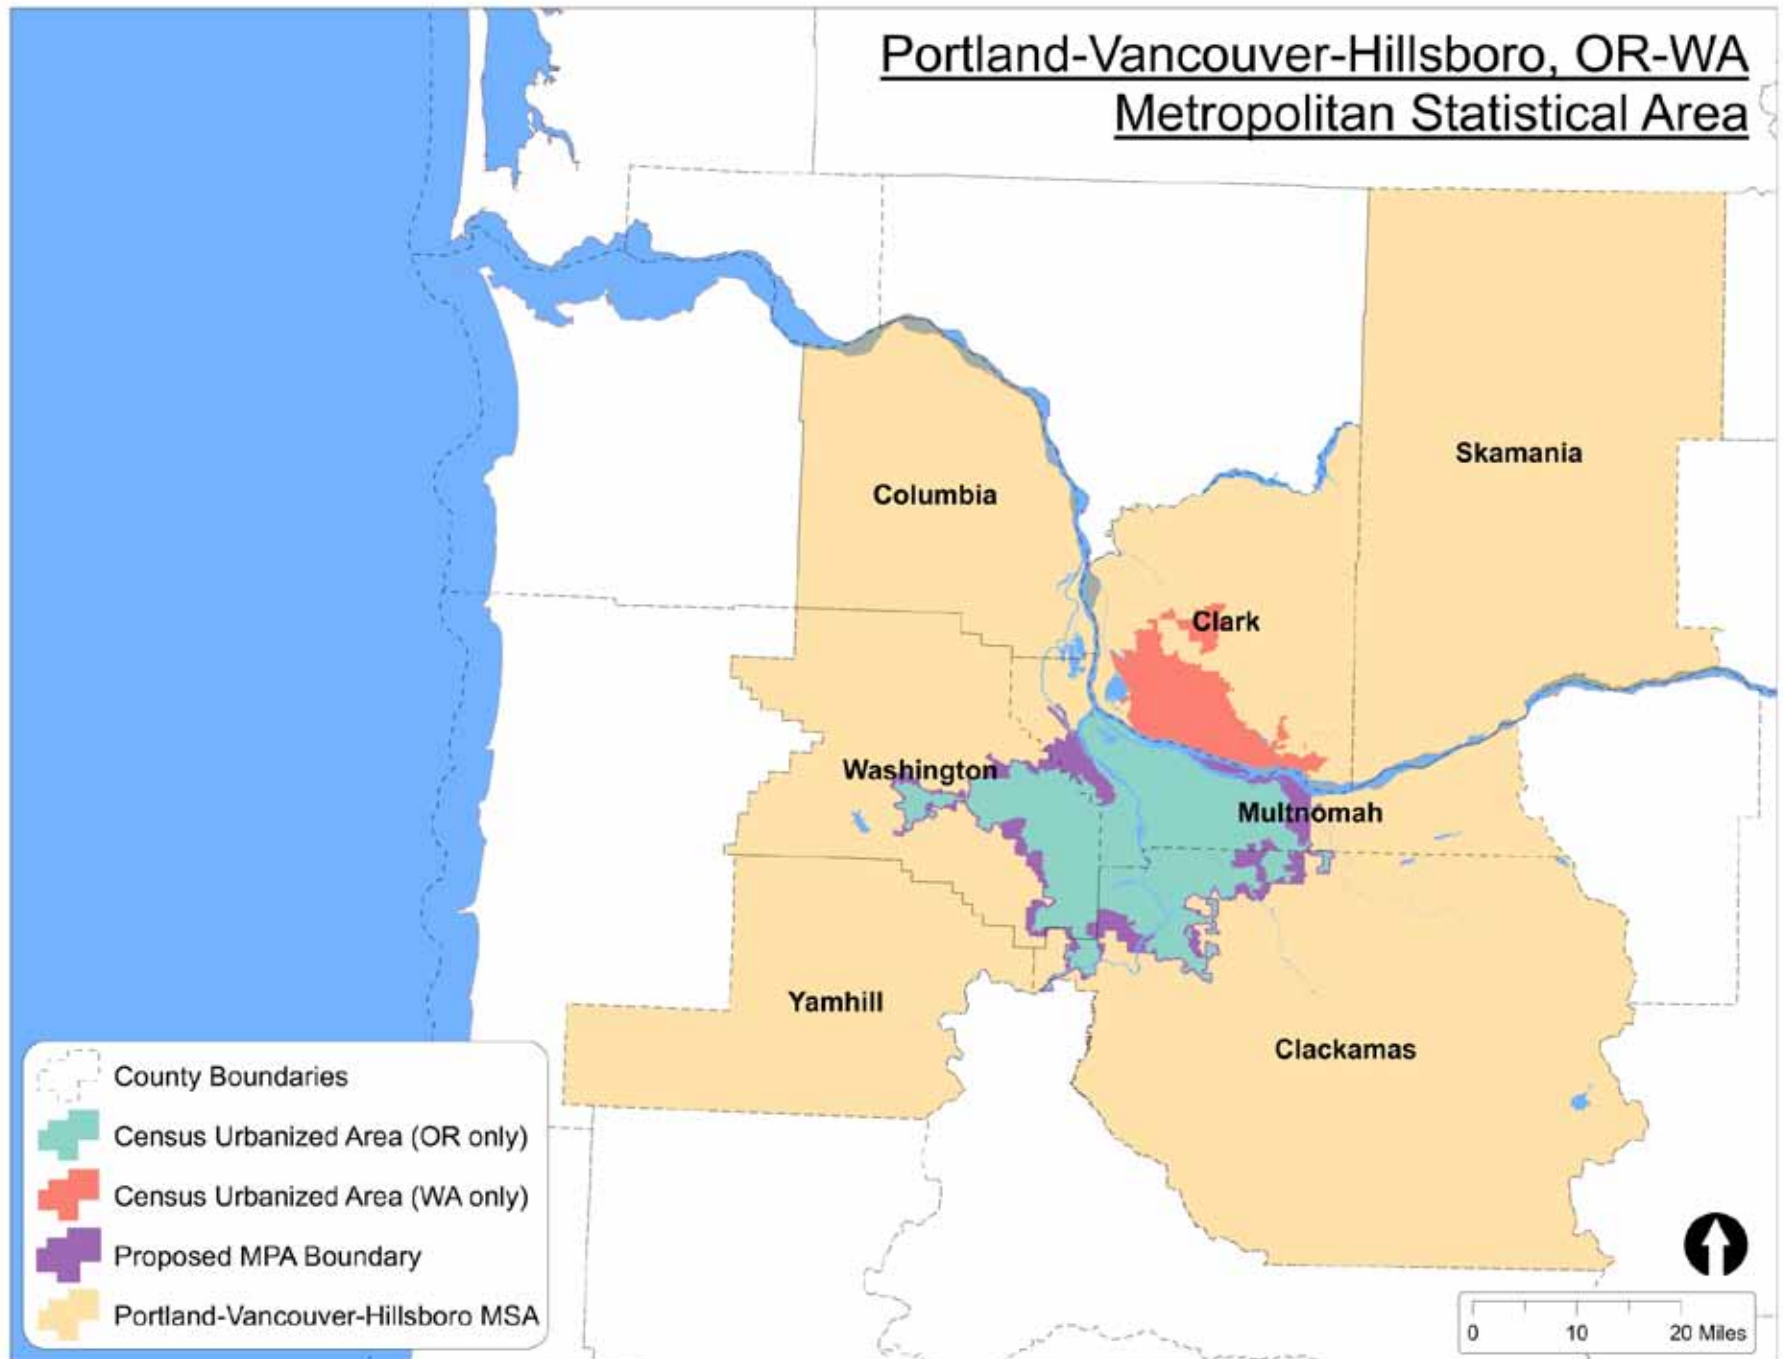 Portland-Vancouver-Hillsboro, OR-WA
Metropolitan Statistical Area
Skamania
Columbia
Clark
Washington
Multnomah
Yamhill
Clackamas
County Boundaries
Census Urbanized Area (OR only)
Census Urbanized Area (WA only)
Proposed MPA Boundary
Portland-Vancouver-Hillsboro MSA
0 10 20 Miles